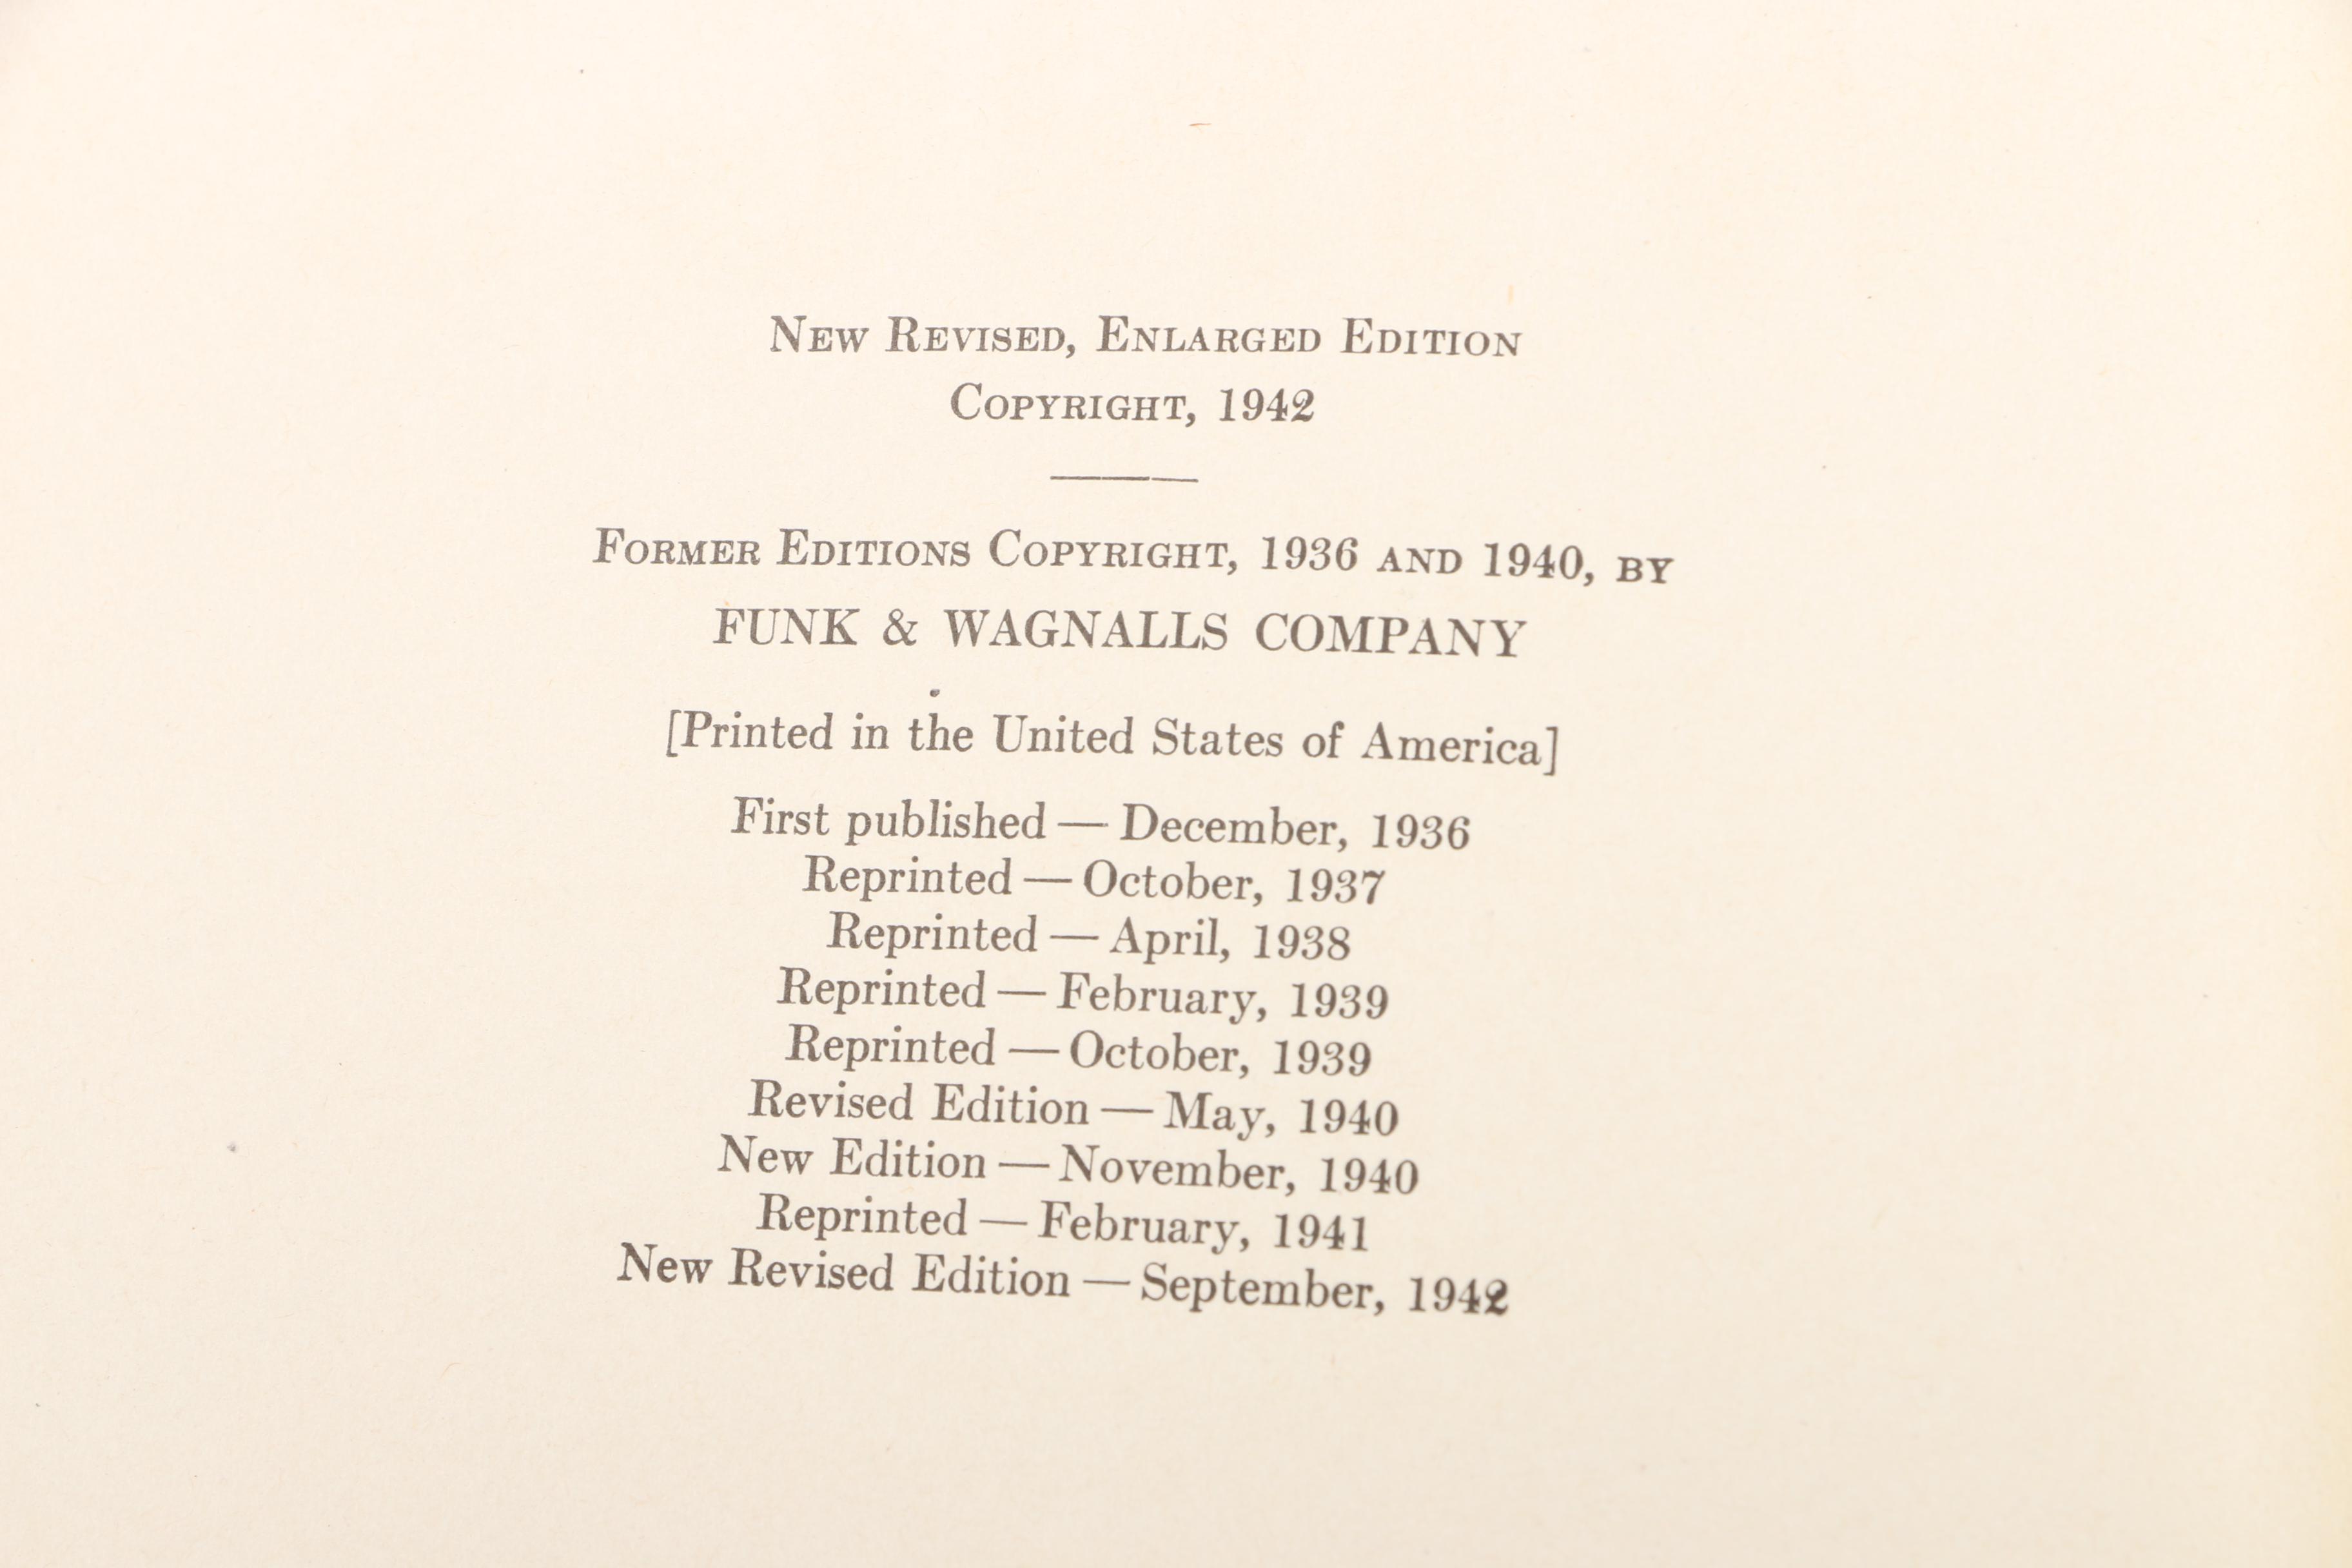 New Revised, Enlarged Edition
Copyright, 1942
Former Editions Copyright, 1936 and 1940, by
FUNK & WAGNALLS COMPANY
[Printed in the United States of America]
First published — December, 1936
Reprinted — October, 1937
Reprinted — April, 1938
Reprinted — February, 1939
Reprinted — October, 1939
Revised Edition — May, 1940
New Edition — November, 1940
Reprinted — February, 1941
New Revised Edition — September, 1942